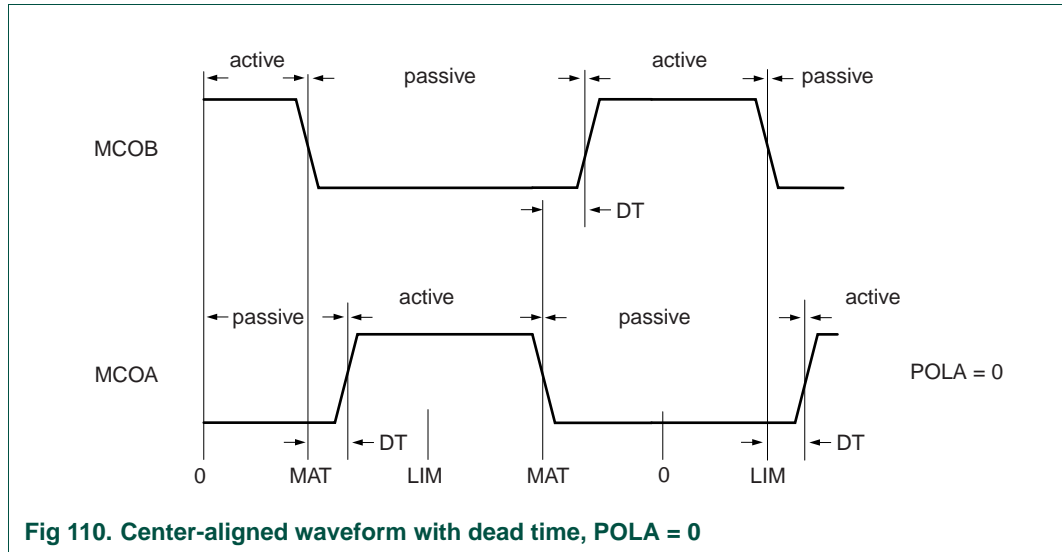 active
passive
active
passive
MCOB
DT
passive
active
passive
active
MCOA
POLA = 0
DT
DT
0
MAT
LIM
MAT
0
LIM
Fig 110. Center-aligned waveform with dead time, POLA = 0